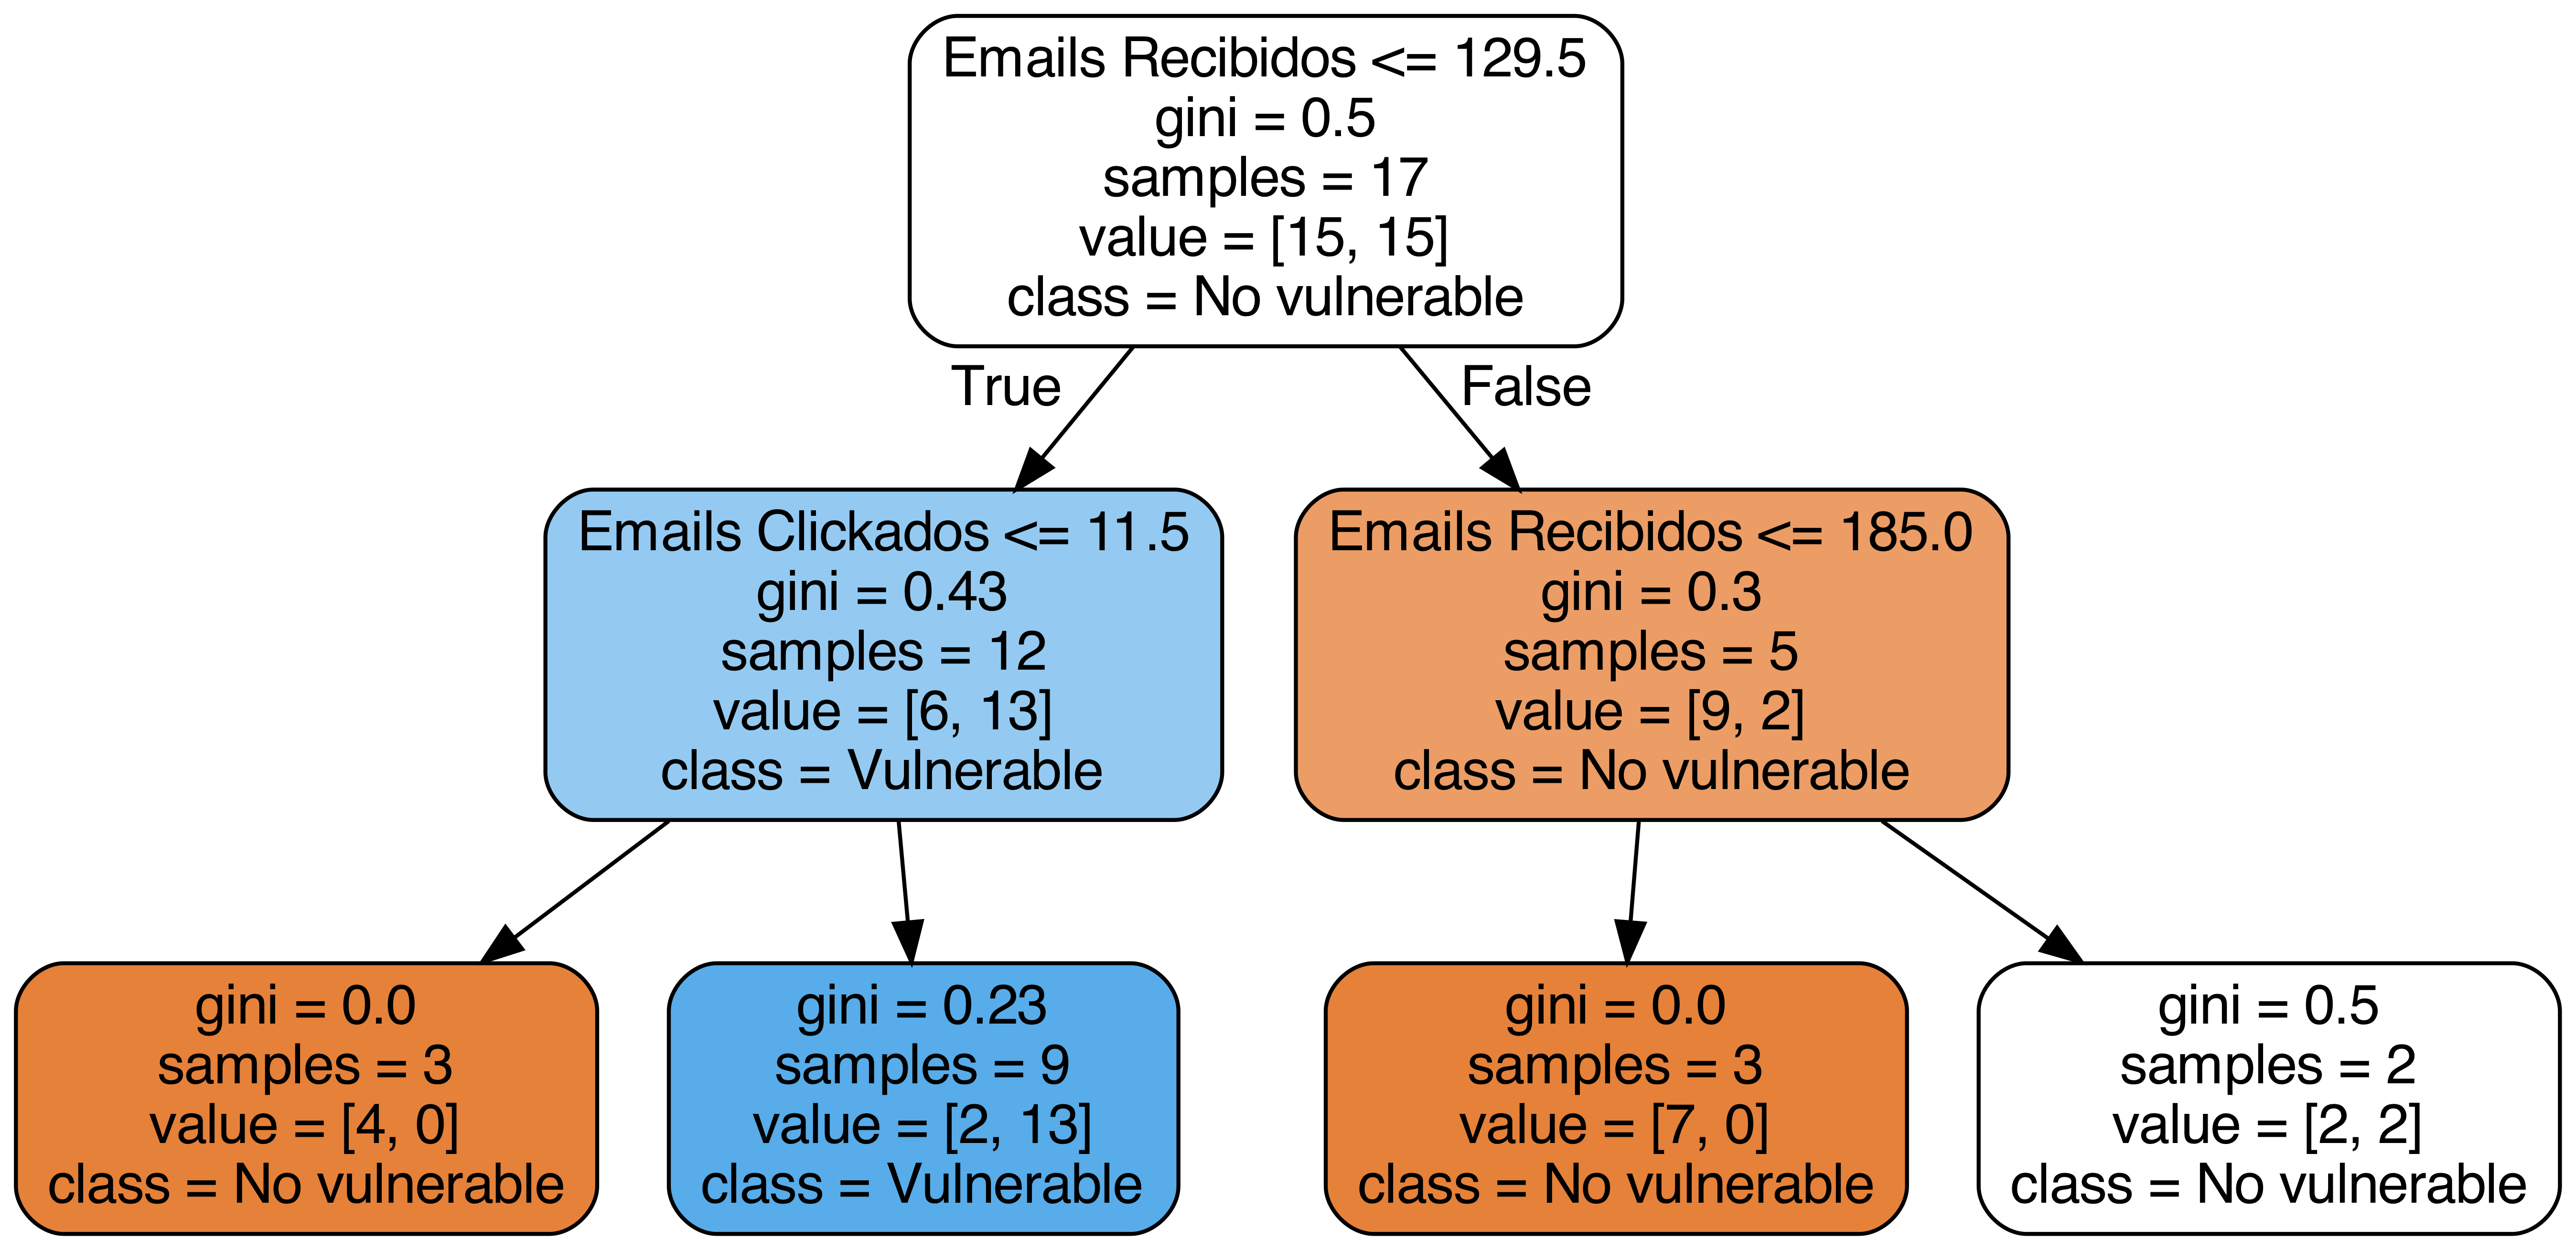 Emails Recibidos <= 129.5
gini = 0.5
samples = 17
value = [15, 15]
class = No vulnerable
True
False
Emails Clickados <= 11.5
gini = 0.43
samples = 12
value = [6, 13]
class = Vulnerable
Emails Recibidos <= 185.0
gini = 0.3
samples = 5
value = [9, 2]
class = No vulnerable
gini = 0.0
samples = 3
value = [4, 0]
class = No vulnerable
gini = 0.23
samples = 9
value = [2, 13]
class = Vulnerable
gini = 0.0
samples = 3
value = [7, 0]
class = No vulnerable
gini = 0.5
samples = 2
value = [2, 2]
class = No vulnerable